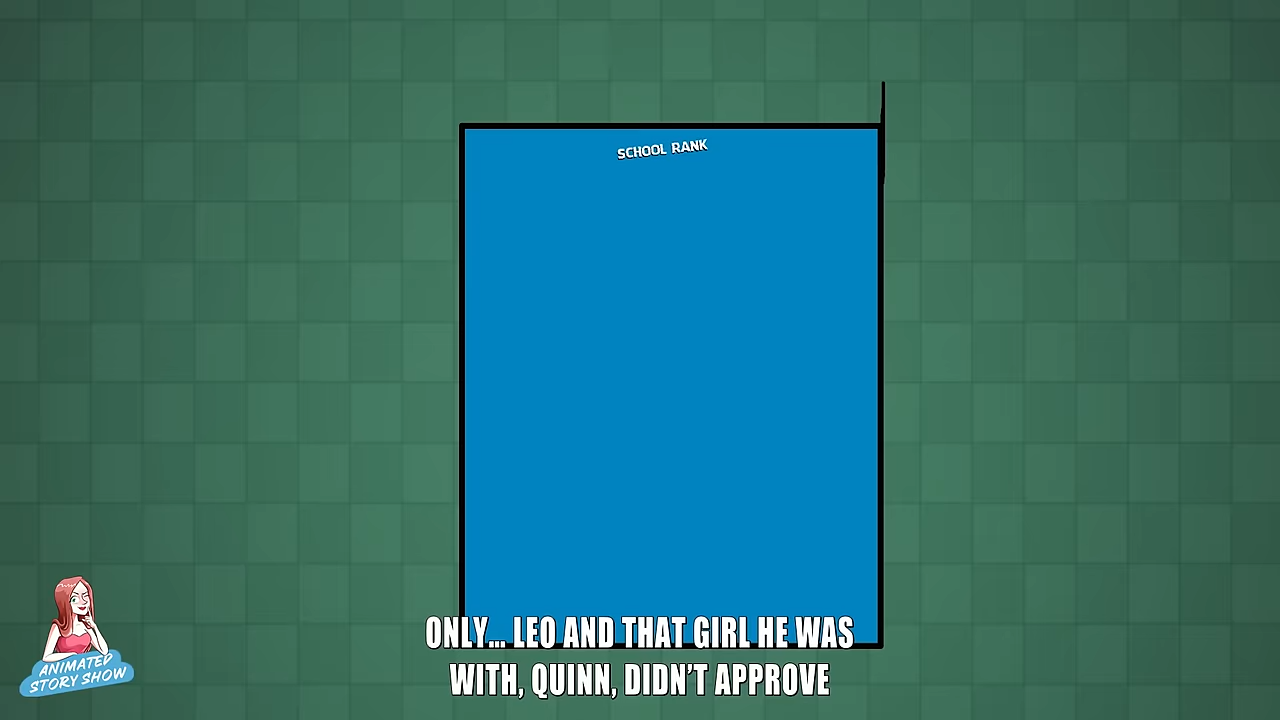 SCHOOL RANK
ONLY... LEO AND THAT GIRL HE WAS
WITH, QUINN, DIDN'T APPROVE
ANIMATED
STORY SHOW